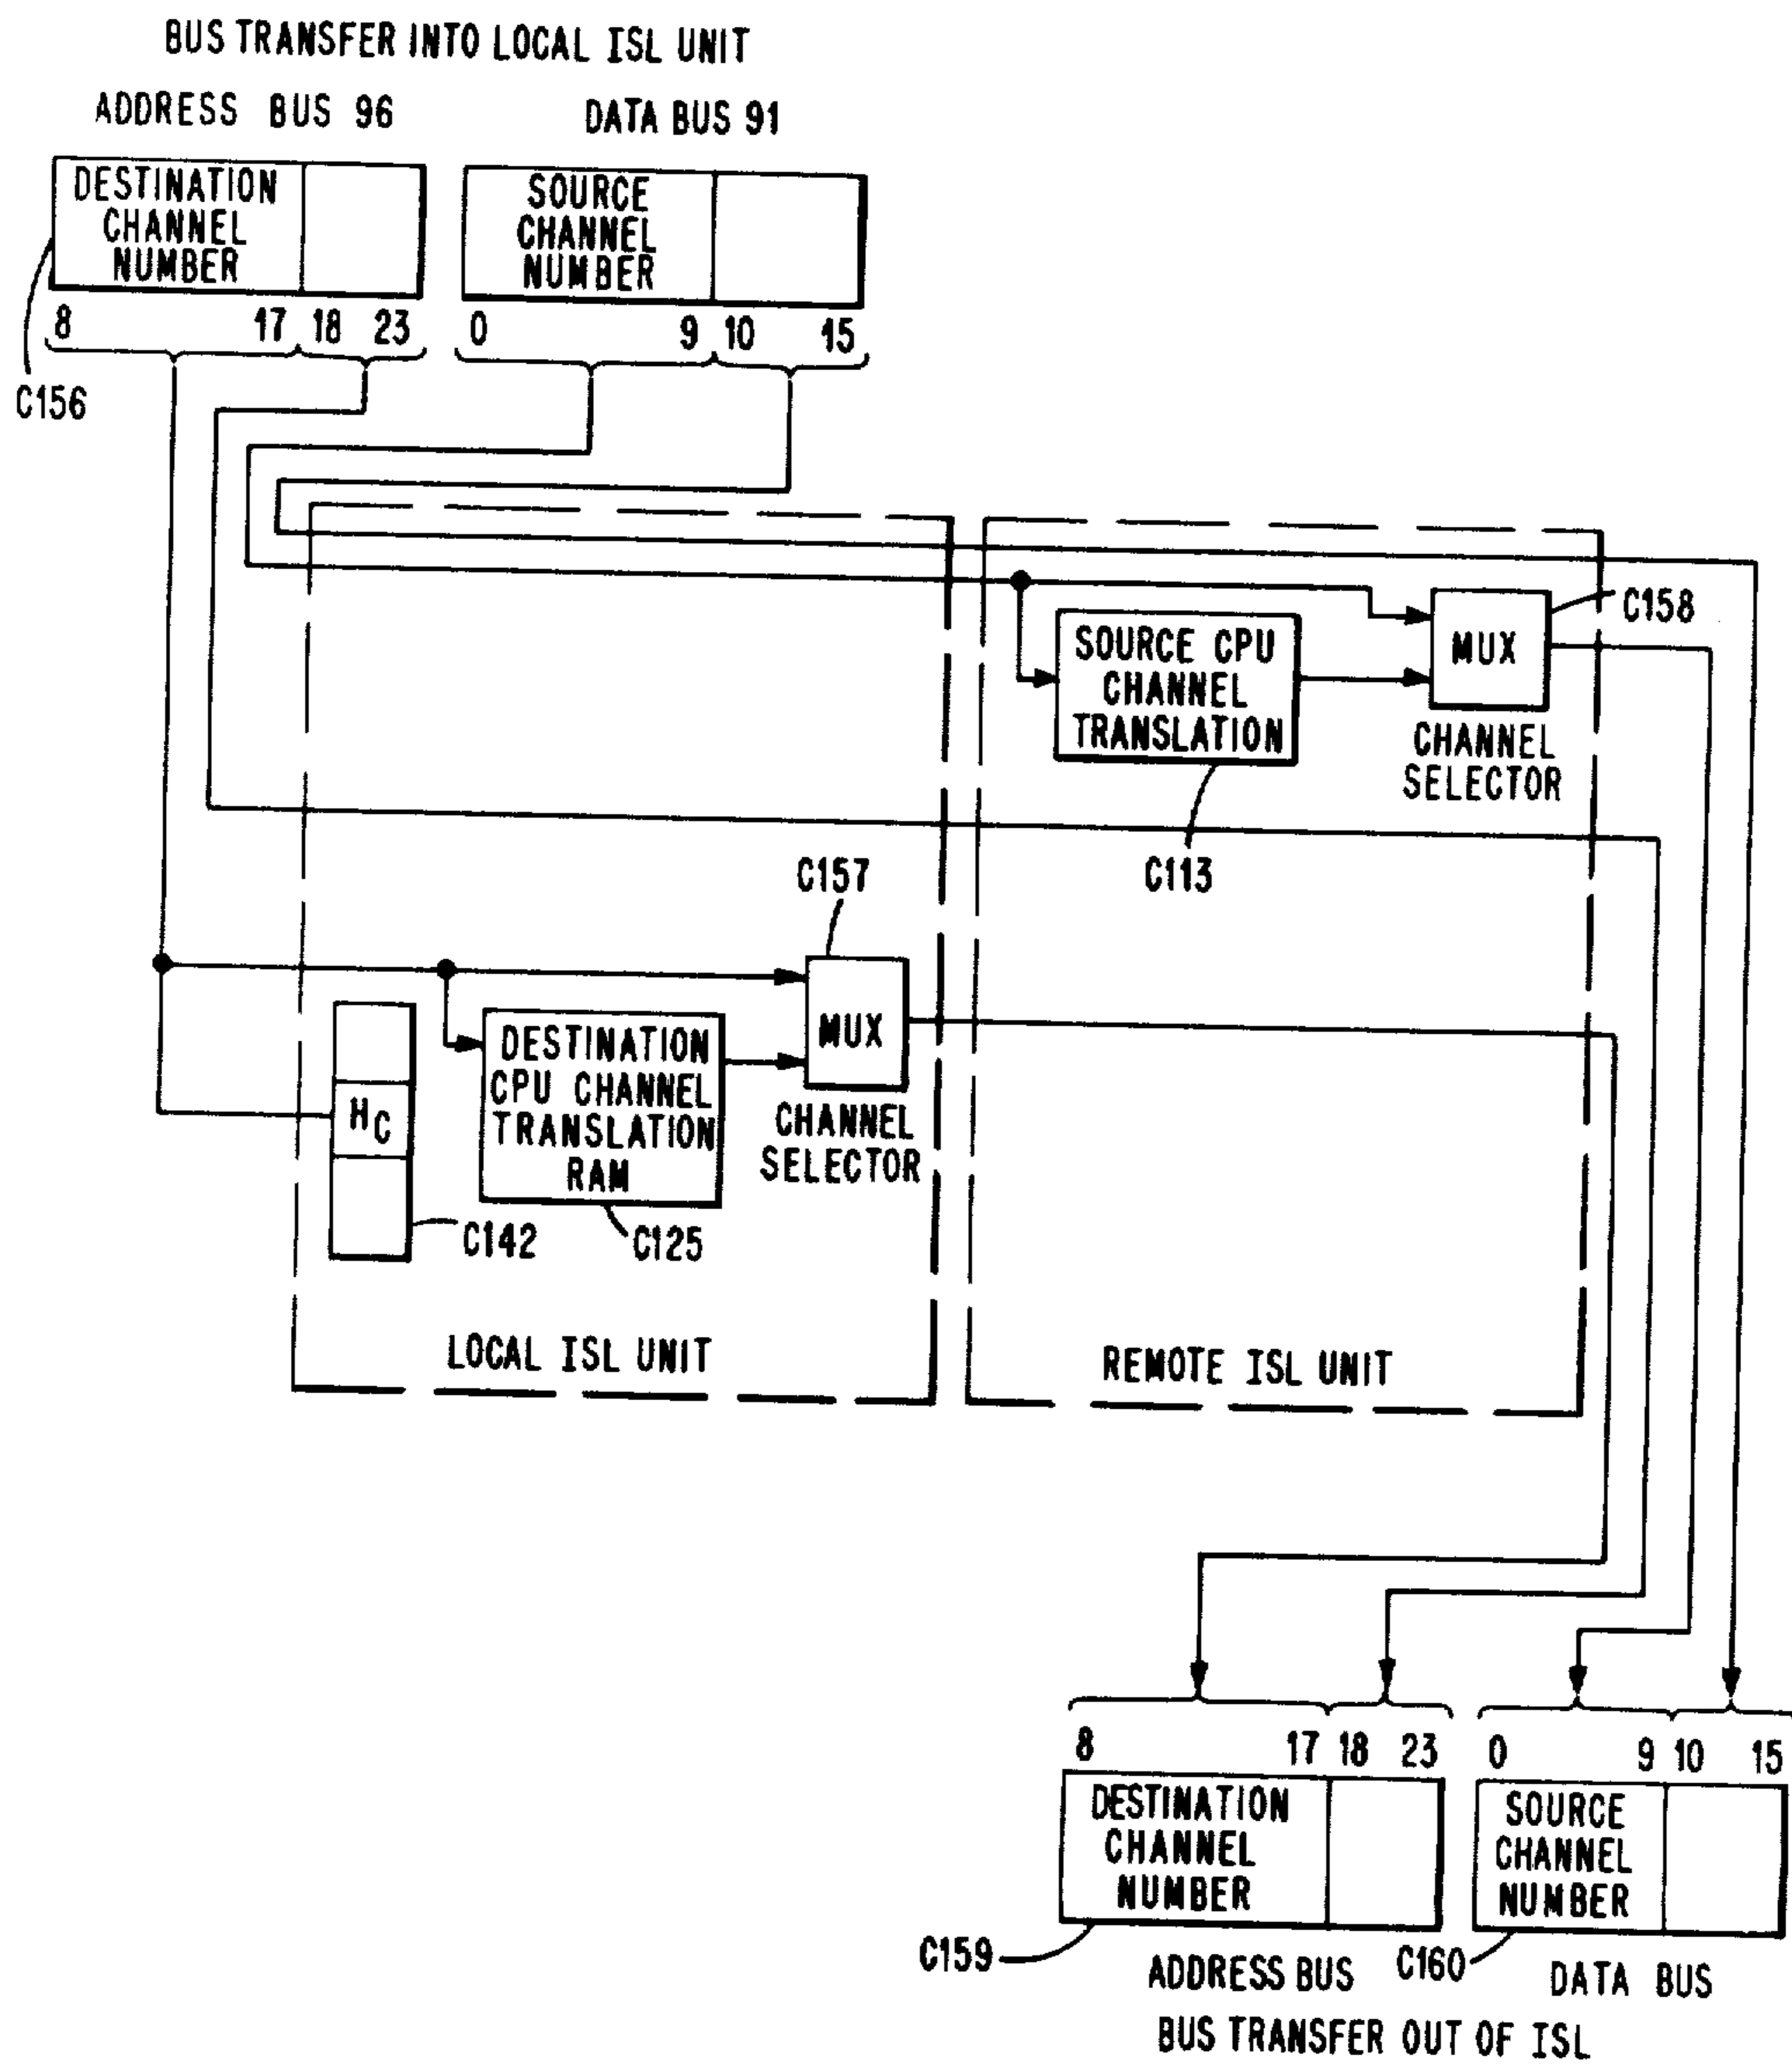 BUS TRANSFER INTO LOCAL ISL UNIT
ADDRESS BUS 96
DATA BUS 91
DESTINATION
CHANNEL
NUMBER
SOURCE
CHANNEL
NUMBER
8 17 18 23
0 9 10 15
C156
C158
MUX
SOURCE CPU
CHANNEL
TRANSLATION
CHANNEL
SELECTOR
C113
C157
MUX
DESTINATION
CPU CHANNEL
TRANSLATION
RAM
HC
CHANNEL
SELECTOR
C142
C125
LOCAL ISL UNIT
REMOTE ISL UNIT
8 17 18 23
0 9 10 15
DESTINATION
CHANNEL
NUMBER
SOURCE
CHANNEL
NUMBER
C159
ADDRESS BUS
C160
DATA BUS
BUS TRANSFER OUT OF ISL